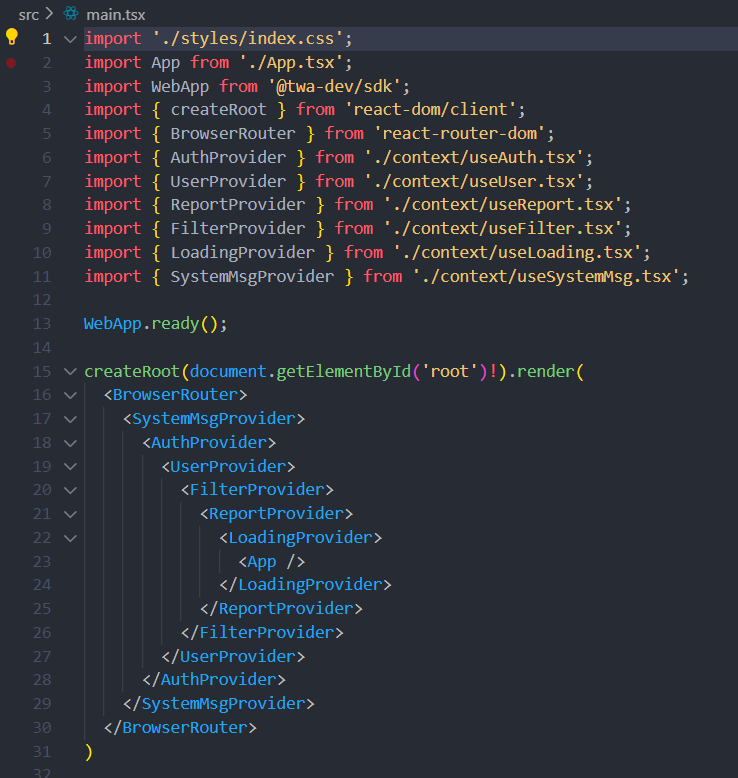 src > main.tsx
1 import './styles/index.css';
2 import App from './App.tsx';
3 import WebApp from '@twa-dev/sdk';
4 import { createRoot } from 'react-dom/client';
5 import { BrowserRouter } from 'react-router-dom';
6 import { AuthProvider } from './context/useAuth.tsx';
7 import { UserProvider } from './context/useUser.tsx';
8 import { ReportProvider } from './context/useReport.tsx';
9 import { FilterProvider } from './context/useFilter.tsx';
10 import { LoadingProvider } from './context/useLoading.tsx';
11 import { SystemMsgProvider } from './context/useSystemMsg.tsx';
12
13 WebApp.ready();
14
15 createRoot(document.getElementById('root')!).render(
16   <BrowserRouter>
17     <SystemMsgProvider>
18       <AuthProvider>
19         <UserProvider>
20           <FilterProvider>
21             <ReportProvider>
22               <LoadingProvider>
23                 <App />
24               </LoadingProvider>
25             </ReportProvider>
26           </FilterProvider>
27         </UserProvider>
28       </AuthProvider>
29     </SystemMsgProvider>
30   </BrowserRouter>
31 )
32